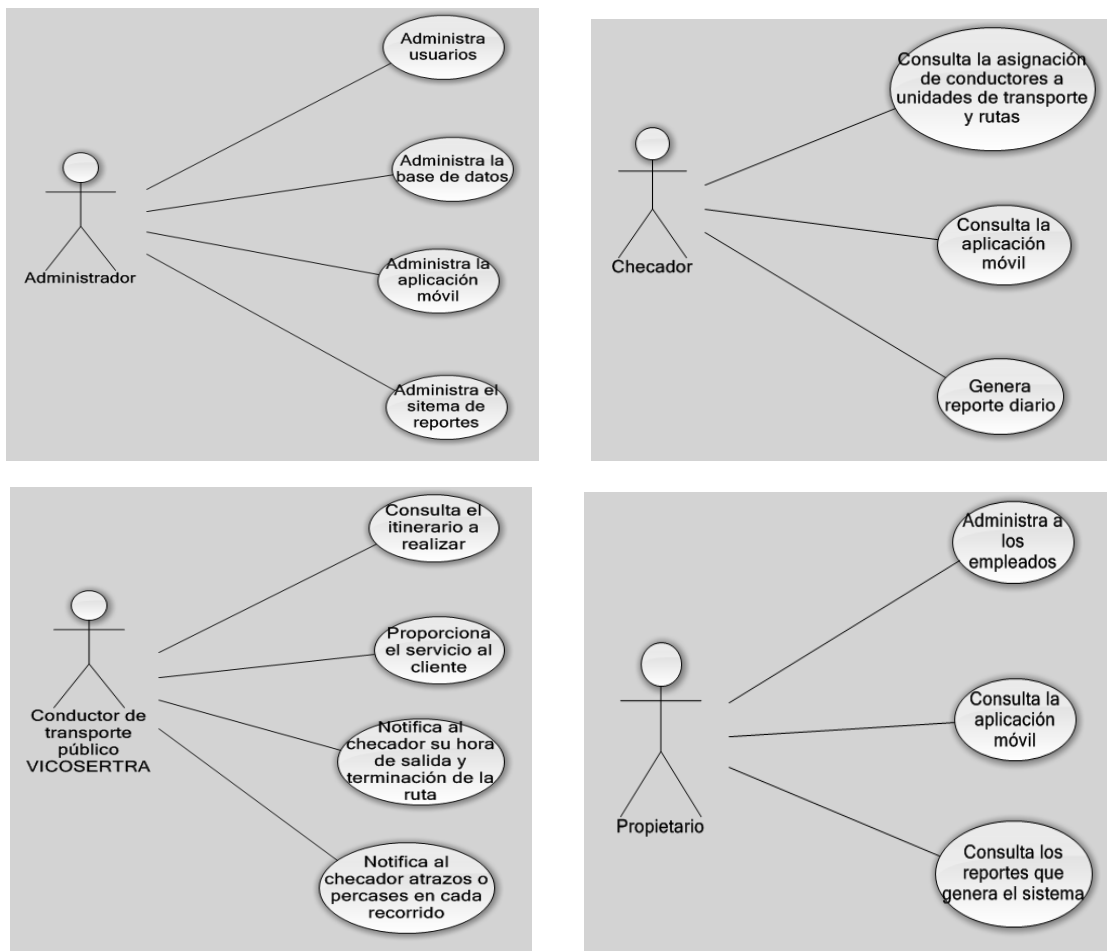 Administra
usuarios
Administra la
base de datos
Administra la
aplicación
móvil
Administra el
sitema de
reportes
Administrador
Consulta la asignación
de conductores a
unidades de transporte
y rutas
Consulta la
aplicación
móvil
Genera
reporte diario
Checador
Consulta el
itinerario a
realizar
Proporciona
el servicio al
cliente
Notifica al
checador su hora
de salida y
terminación de la
ruta
Notifica al
checador atrazos o
percases en cada
recorrido
Conductor de
transporte
público
VICOSERTRA
Administra a
los
empleados
Consulta la
aplicación
móvil
Consulta los
reportes que
genera el sistema
Propietario